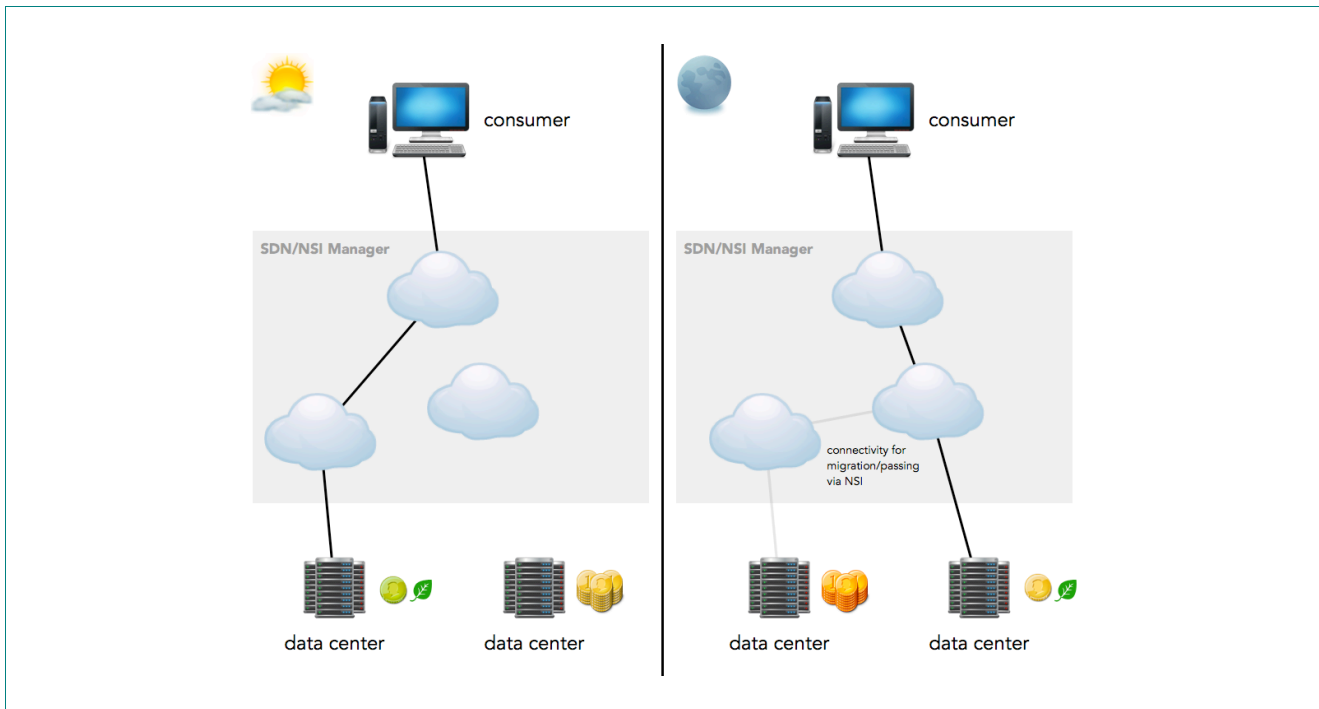 consumer
SDN/NSI Manager
data center
data center
consumer
SDN/NSI Manager
connectivity for
migration/passing
via NSI
data center
data center